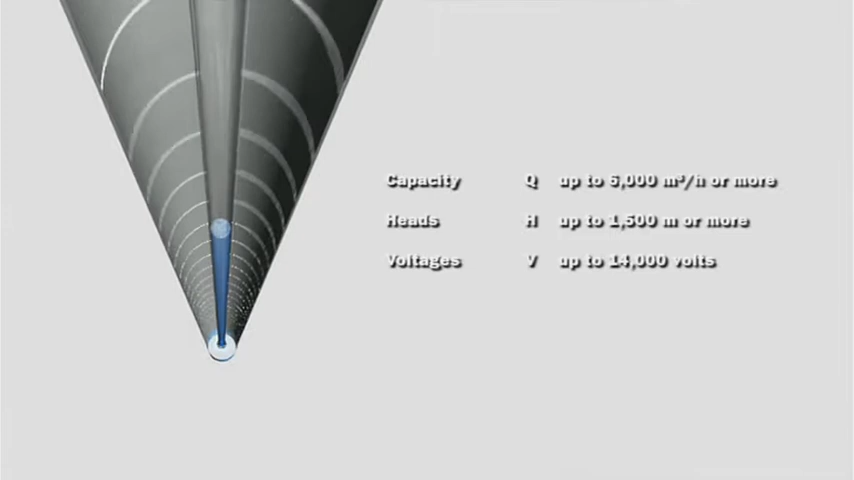 Capacity Q up to 6,000 m³/h or more
Heads H up to 1,500 m or more
Voltages V up to 14,000 volts